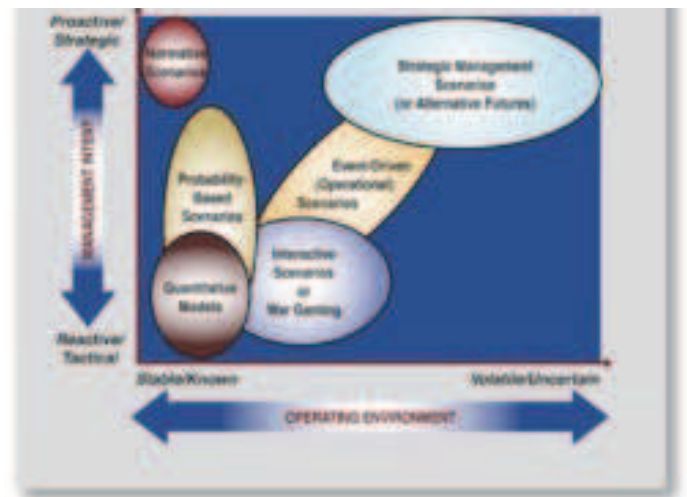 Proactive/
Strategic
Normative
Scenarios
Strategic Management
Scenarios
(or Alternative Futures)
MANAGEMENT INTENT
Probability-
Based
Scenarios
Event-Driven
(Operational)
Scenarios
Interactive
Scenarios
or
War Gaming
Quantitative
Models
Reactive/
Tactical
Stable/Known
Volatile/Uncertain
OPERATING ENVIRONMENT